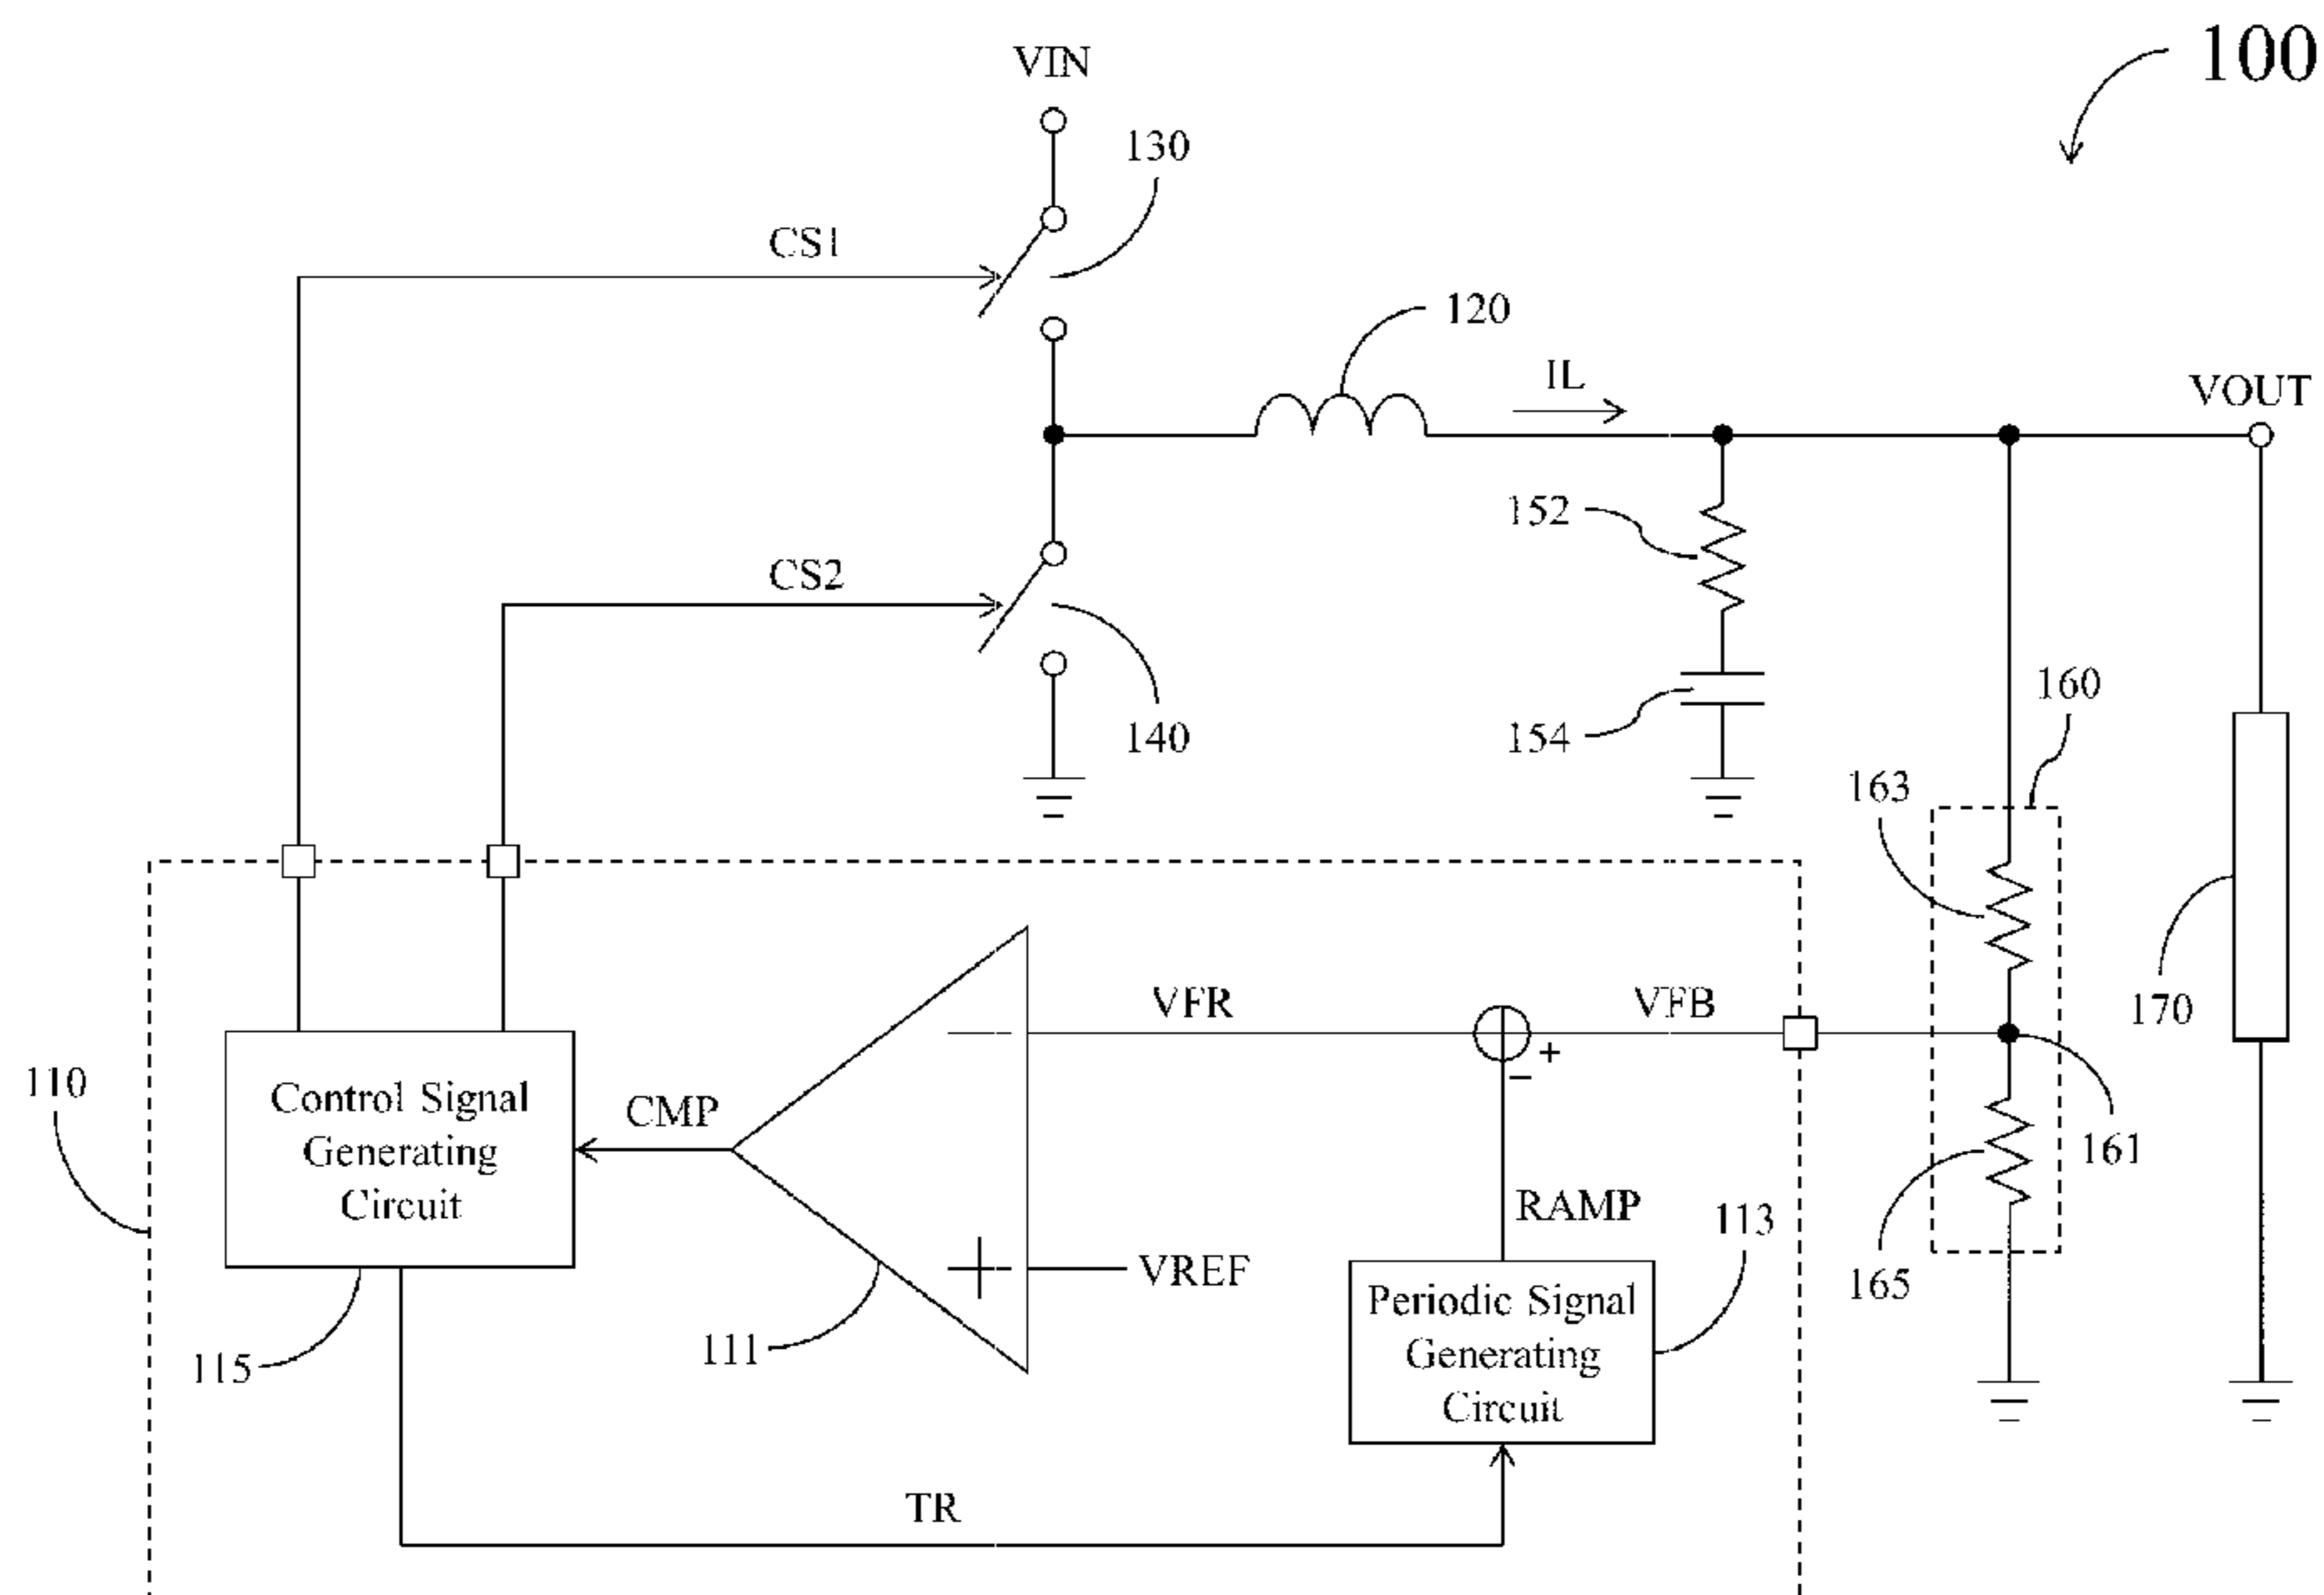 100
VIN
130
CS1
120
IL
VOUT
152
CS2
160
140
154
163
VFR
VFB
170
110
Control Signal
Generating
Circuit
CMP
+
−
161
RAMP
113
VREF
165
Periodic Signal
Generating
Circuit
111
115
TR